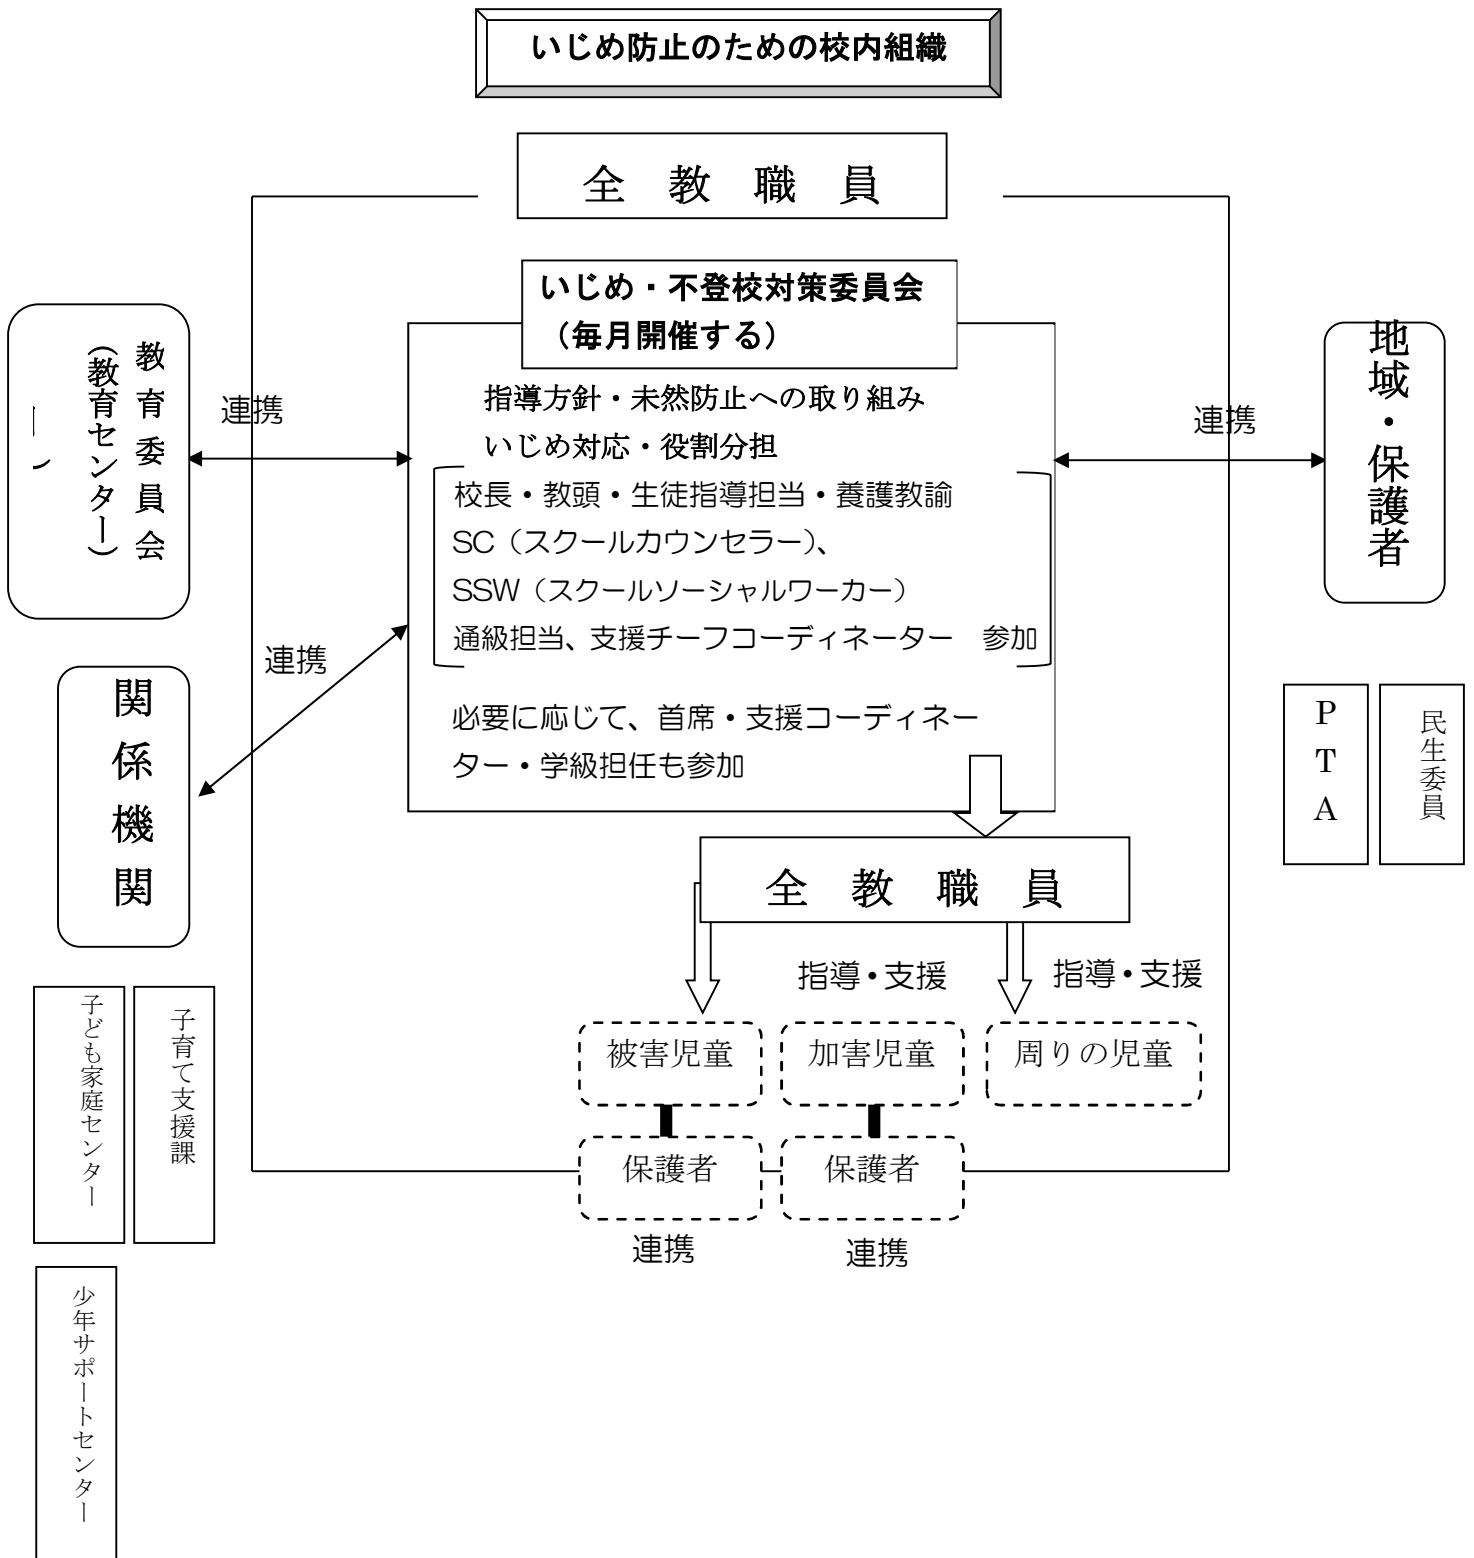 いじめ防止のための校内組織
全教職員
いじめ・不登校対策委員会
（毎月開催する）
指導方針・未然防止への取り組み
いじめ対応・役割分担
校長・教頭・生徒指導担当・養護教諭
SC（スクールカウンセラー）、
SSW（スクールソーシャルワーカー）
通級担当、支援チーフコーディネーター　参加
必要に応じて、首席・支援コーディネー
ター・学級担任も参加
教育委員会
（教育センター）
連携
連携
関係機関
子育て支援課
子ども家庭センター
少年サポートセンター
連携
地域・保護者
民生委員
PTA
全教職員
指導・支援
指導・支援
被害児童
加害児童
周りの児童
保護者
保護者
連携
連携